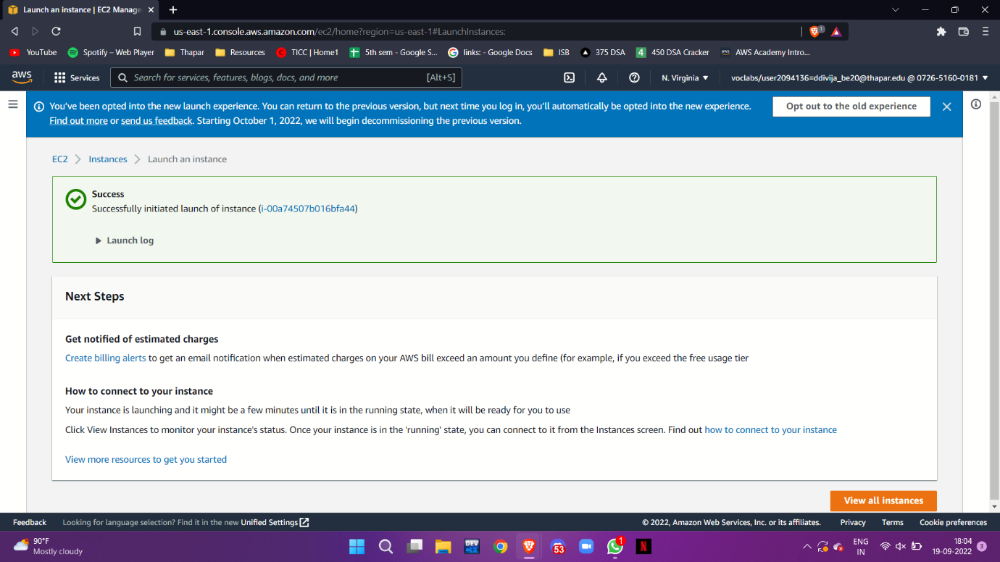 Launch an instance | EC2 Manage
us-east-1.console.aws.amazon.com/ec2/home?region=us-east-1#LaunchInstances:
1
YouTube
Spotify – Web Player
Thapar
Resources
TICC | Home1
5th sem - Google S...
links: - Google Docs
ISB
375 DSA
4
450 DSA Cracker
aws
AWS Academy Intro...
aws
Services
Search for services, features, blogs, docs, and more
[Alt+S]
N. Virginia
voclabs/user2094136=ddivija_be20@thapar.edu @ 0726-5160-0181
You've been opted into the new launch experience. You can return to the previous version, but next time you log in, you'll automatically be opted into the new experience.
Find out more or send us feedback. Starting October 1, 2022, we will begin decommissioning the previous version.
Opt out to the old experience
EC2
Instances
Launch an instance
Success
Successfully initiated launch of instance (i-00a74507b016bfa44)
Launch log
Next Steps
Get notified of estimated charges
Create billing alerts to get an email notification when estimated charges on your AWS bill exceed an amount you define (for example, if you exceed the free usage tier
How to connect to your instance
Your instance is launching and it might be a few minutes until it is in the running state, when it will be ready for you to use
Click View Instances to monitor your instance's status. Once your instance is in the 'running' state, you can connect to it from the Instances screen. Find out how to connect to your instance
View more resources to get you started
View all instances
Feedback
Looking for language selection? Find it in the new Unified Settings
© 2022, Amazon Web Services, Inc. or its affiliates.
Privacy
Terms
Cookie preferences
90°F
Mostly cloudy
DEV
53
1
N
ENG
IN
18:04
19-09-2022
3